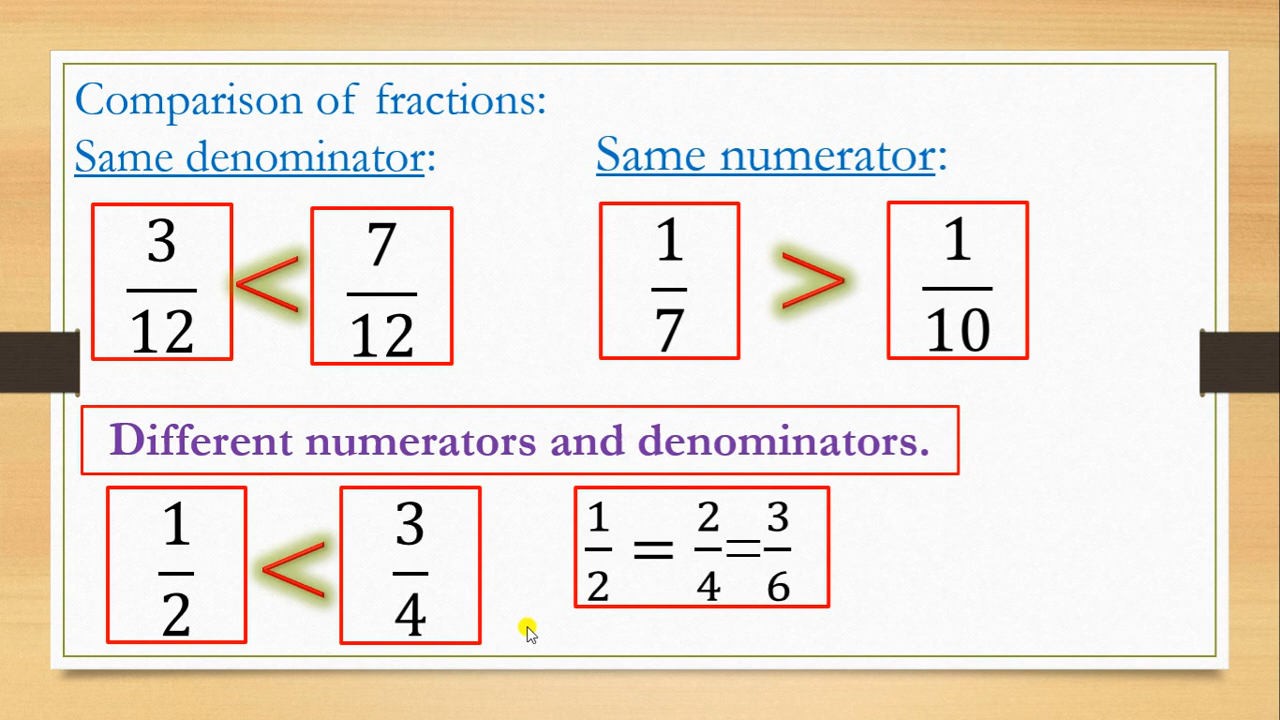 Comparison of fractions:
Same denominator:
Same numerator:
3/12 < 7/12
1/7 > 1/10
Different numerators and denominators.
1/2 < 3/4
1/2 = 2/4 = 3/6